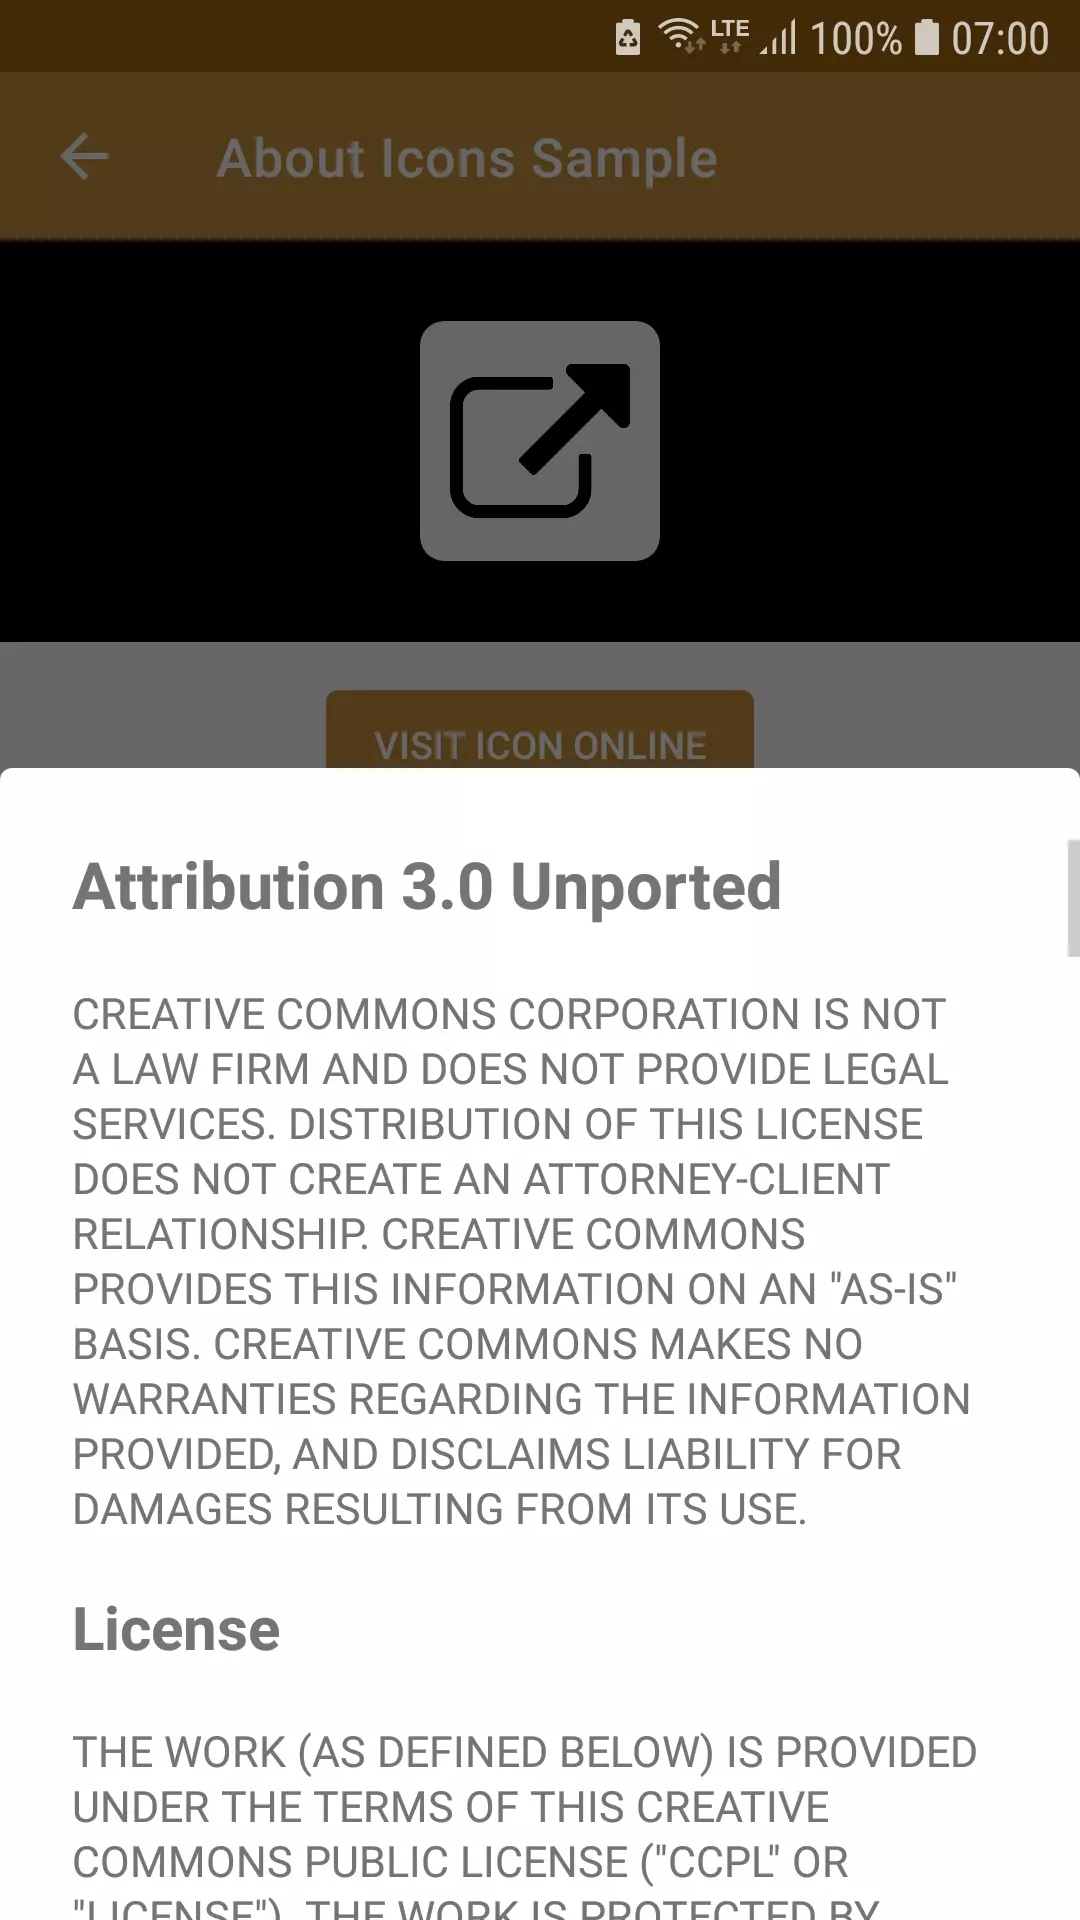 LTE 100% 07:00
About Icons Sample
VISIT ICON ONLINE
Attribution 3.0 Unported
CREATIVE COMMONS CORPORATION IS NOT
A LAW FIRM AND DOES NOT PROVIDE LEGAL
SERVICES. DISTRIBUTION OF THIS LICENSE
DOES NOT CREATE AN ATTORNEY-CLIENT
RELATIONSHIP. CREATIVE COMMONS
PROVIDES THIS INFORMATION ON AN "AS-IS"
BASIS. CREATIVE COMMONS MAKES NO
WARRANTIES REGARDING THE INFORMATION
PROVIDED, AND DISCLAIMS LIABILITY FOR
DAMAGES RESULTING FROM ITS USE.
License
THE WORK (AS DEFINED BELOW) IS PROVIDED
UNDER THE TERMS OF THIS CREATIVE
COMMONS PUBLIC LICENSE ("CCPL" OR
"LICENSE"). THE WORK IS PROTECTED BY